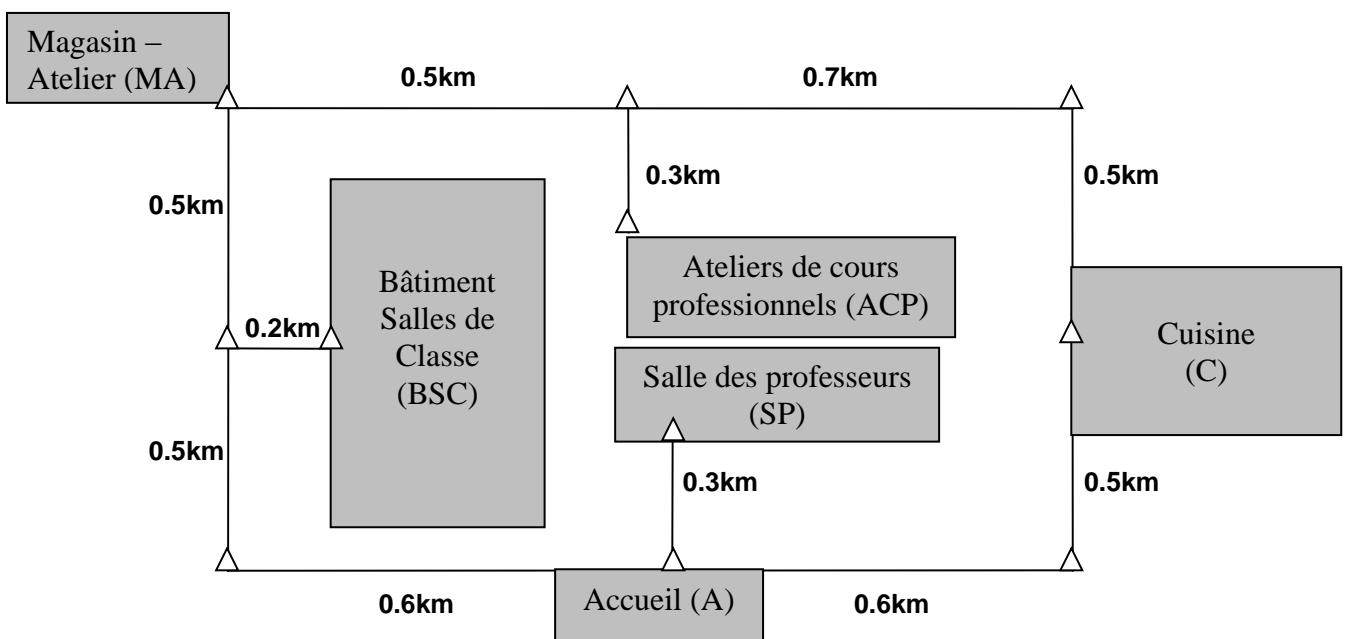 Magasin –
Atelier (MA)
0.5km
0.7km
0.3km
0.5km
0.5km
Bâtiment
Salles de
Classe
(BSC)
Ateliers de cours
professionnels (ACP)
0.2km
Cuisine
(C)
Salle des professeurs
(SP)
0.5km
0.3km
0.5km
0.6km
Accueil (A)
0.6km